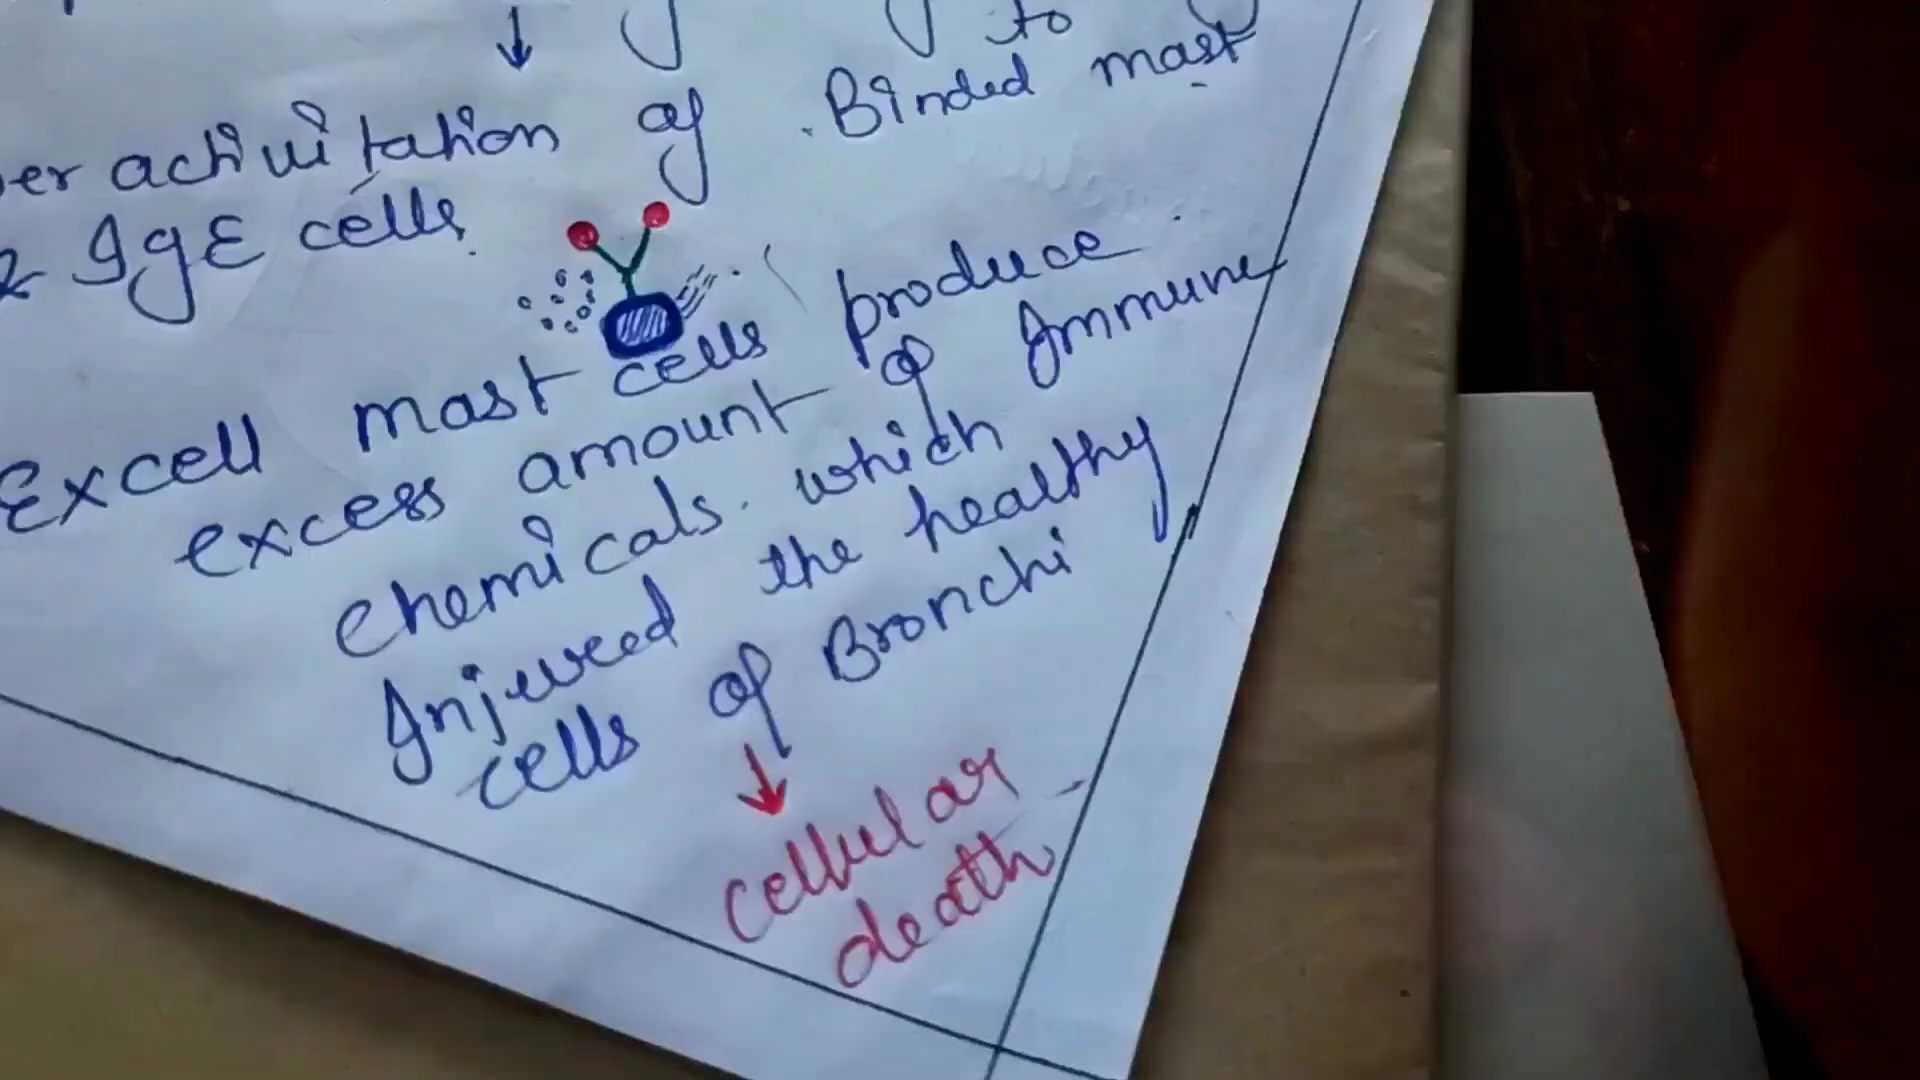 to
er activitation of Binded mast
& IgE cells
Excell mast cells produce
excess amount of Immune
chemicals. which
Injureed the healthy
cells of Bronchi
cellular
death